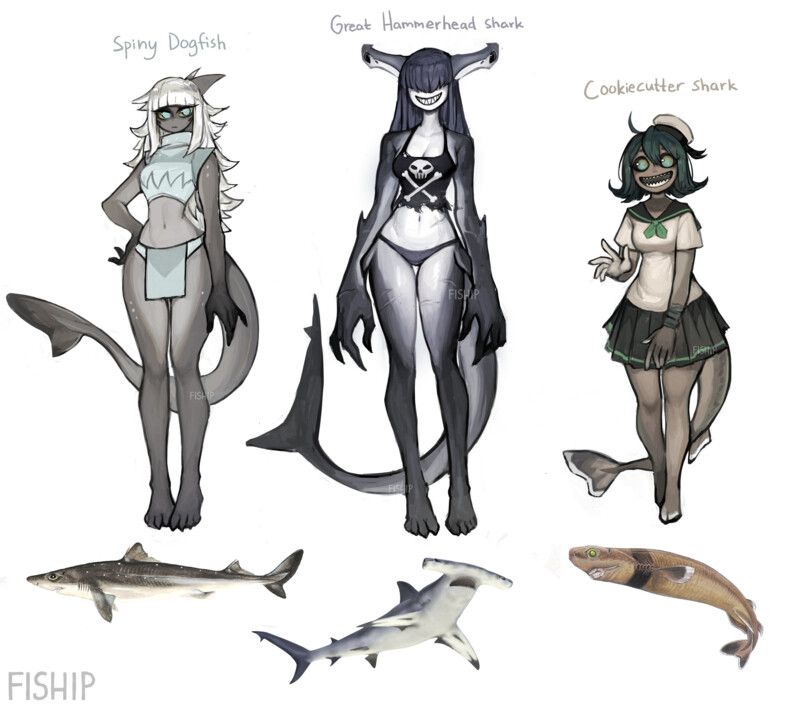 Spiny Dogfish
Great Hammerhead shark
Cookiecutter shark
FISHIP
FISHIP
FISHIP
FISHIP
FISHIP